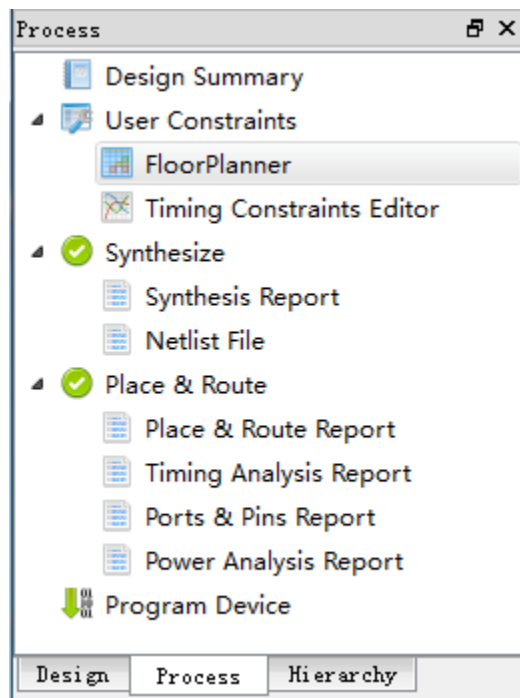 Process
Design Summary
User Constraints
FloorPlanner
Timing Constraints Editor
Synthesize
Synthesis Report
Netlist File
Place & Route
Place & Route Report
Timing Analysis Report
Ports & Pins Report
Power Analysis Report
Program Device
Design Process Hierarchy